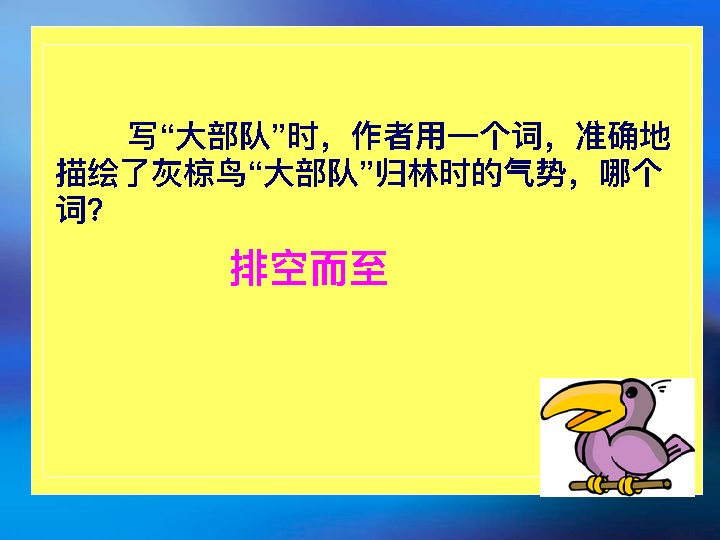 写“大部队”时，作者用一个词，准确地
描绘了灰椋鸟“大部队”归林时的气势，哪个
词？
排空而至